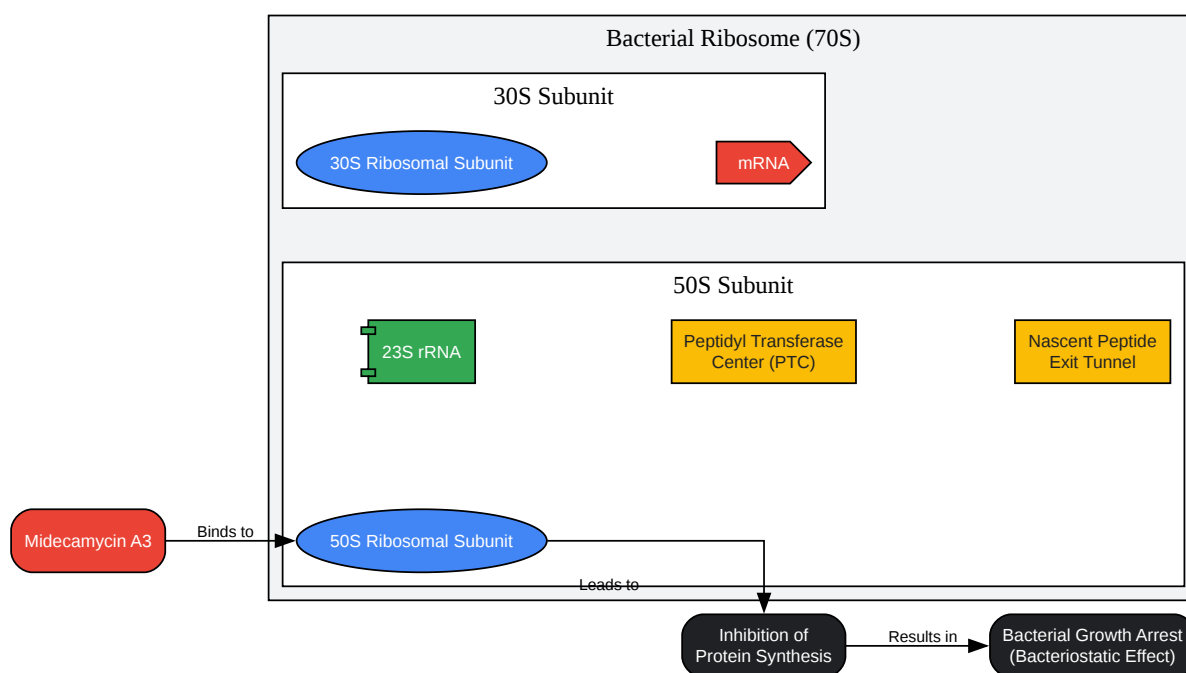 Bacterial Ribosome (70S)
30S Subunit
30S Ribosomal Subunit
mRNA
50S Subunit
23S rRNA
Peptidyl Transferase
Center (PTC)
Nascent Peptide
Exit Tunnel
Midecamycin A3
Binds to
50S Ribosomal Subunit
Leads to
Inhibition of
Protein Synthesis
Results in
Bacterial Growth Arrest
(Bacteriostatic Effect)